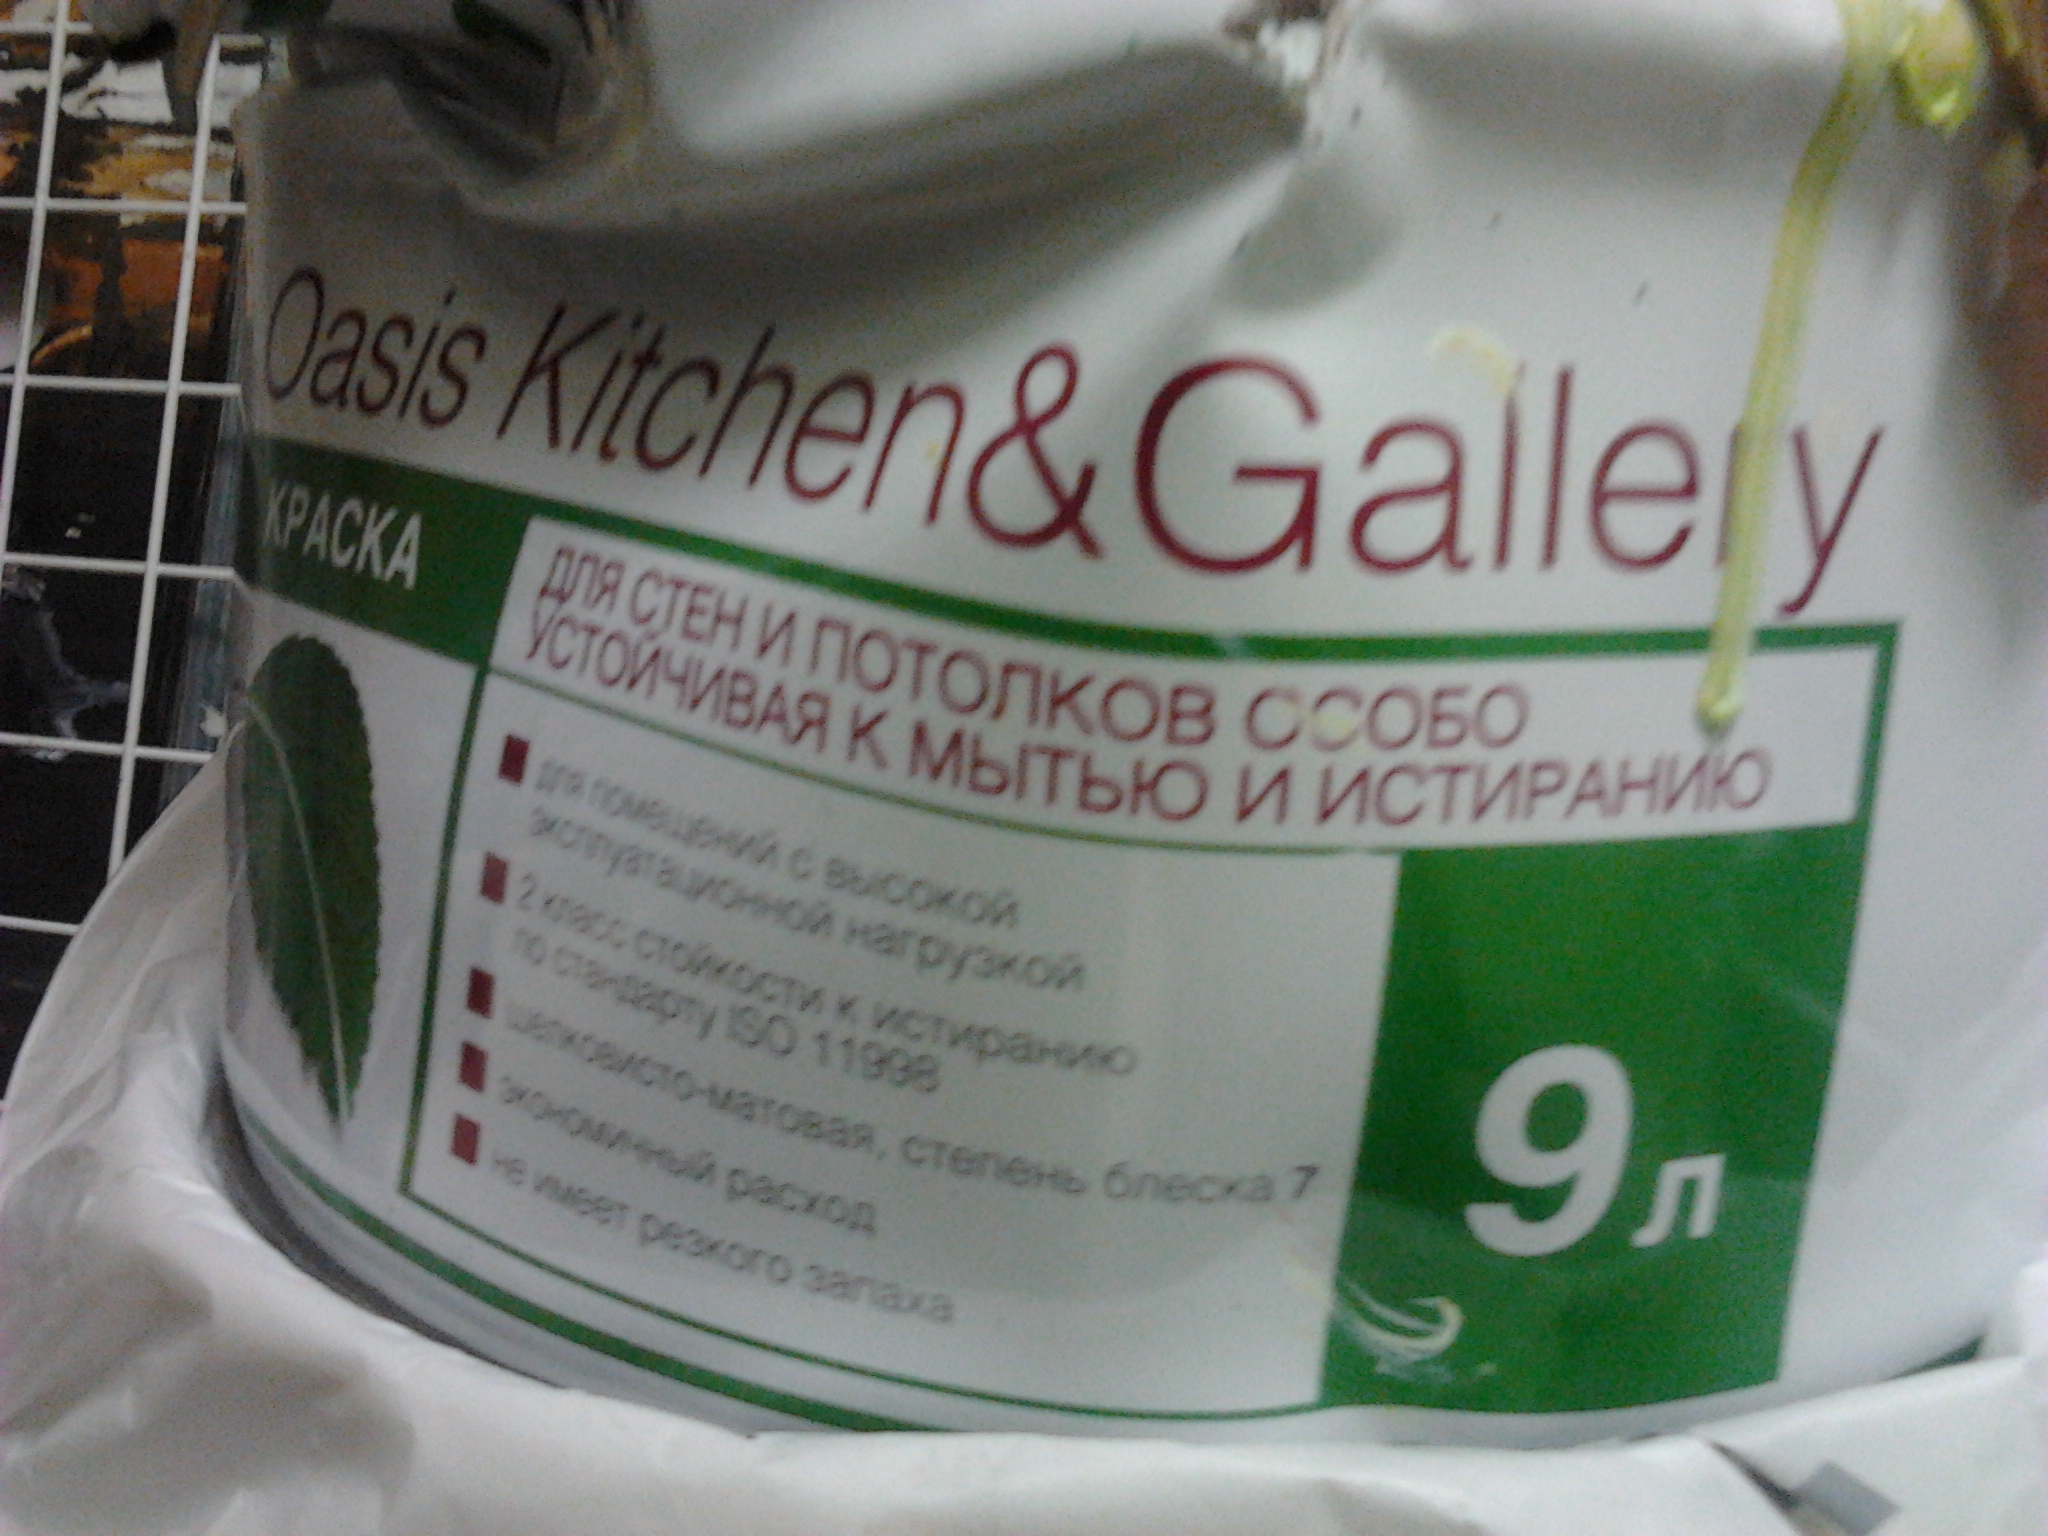 Oasis Kitchen&Gallery
КРАСКА
ДЛЯ СТЕН И ПОТОЛКОВ ОСОБО
УСТОЙЧИВАЯ К МЫТЬЮ И ИСТИРАНИЮ
для помещений с высокой
эксплуатационной нагрузкой
2 класс стойкости к истиранию
по стандарту ISO 11998
шелковисто-матовая, степень блеска 7
экономичный расход
не имеет резкого запаха
9 л